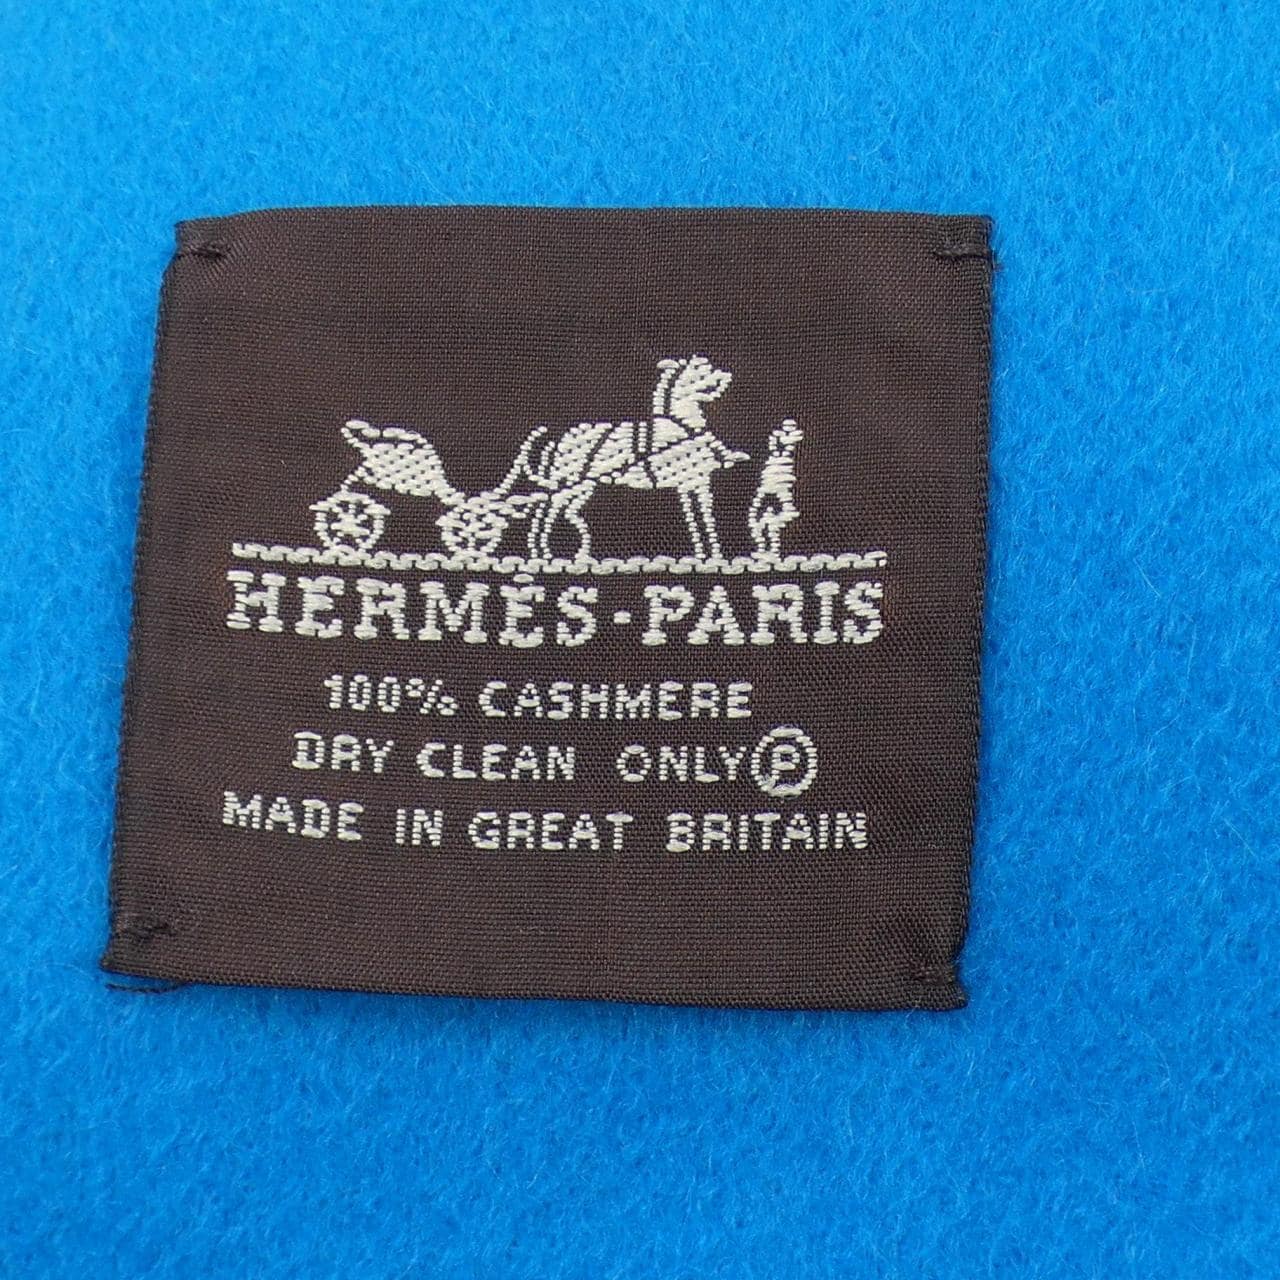 HERMÈS·PARIS
100% CASHMERE
DRY CLEAN ONLY Ⓟ
MADE IN GREAT BRITAIN